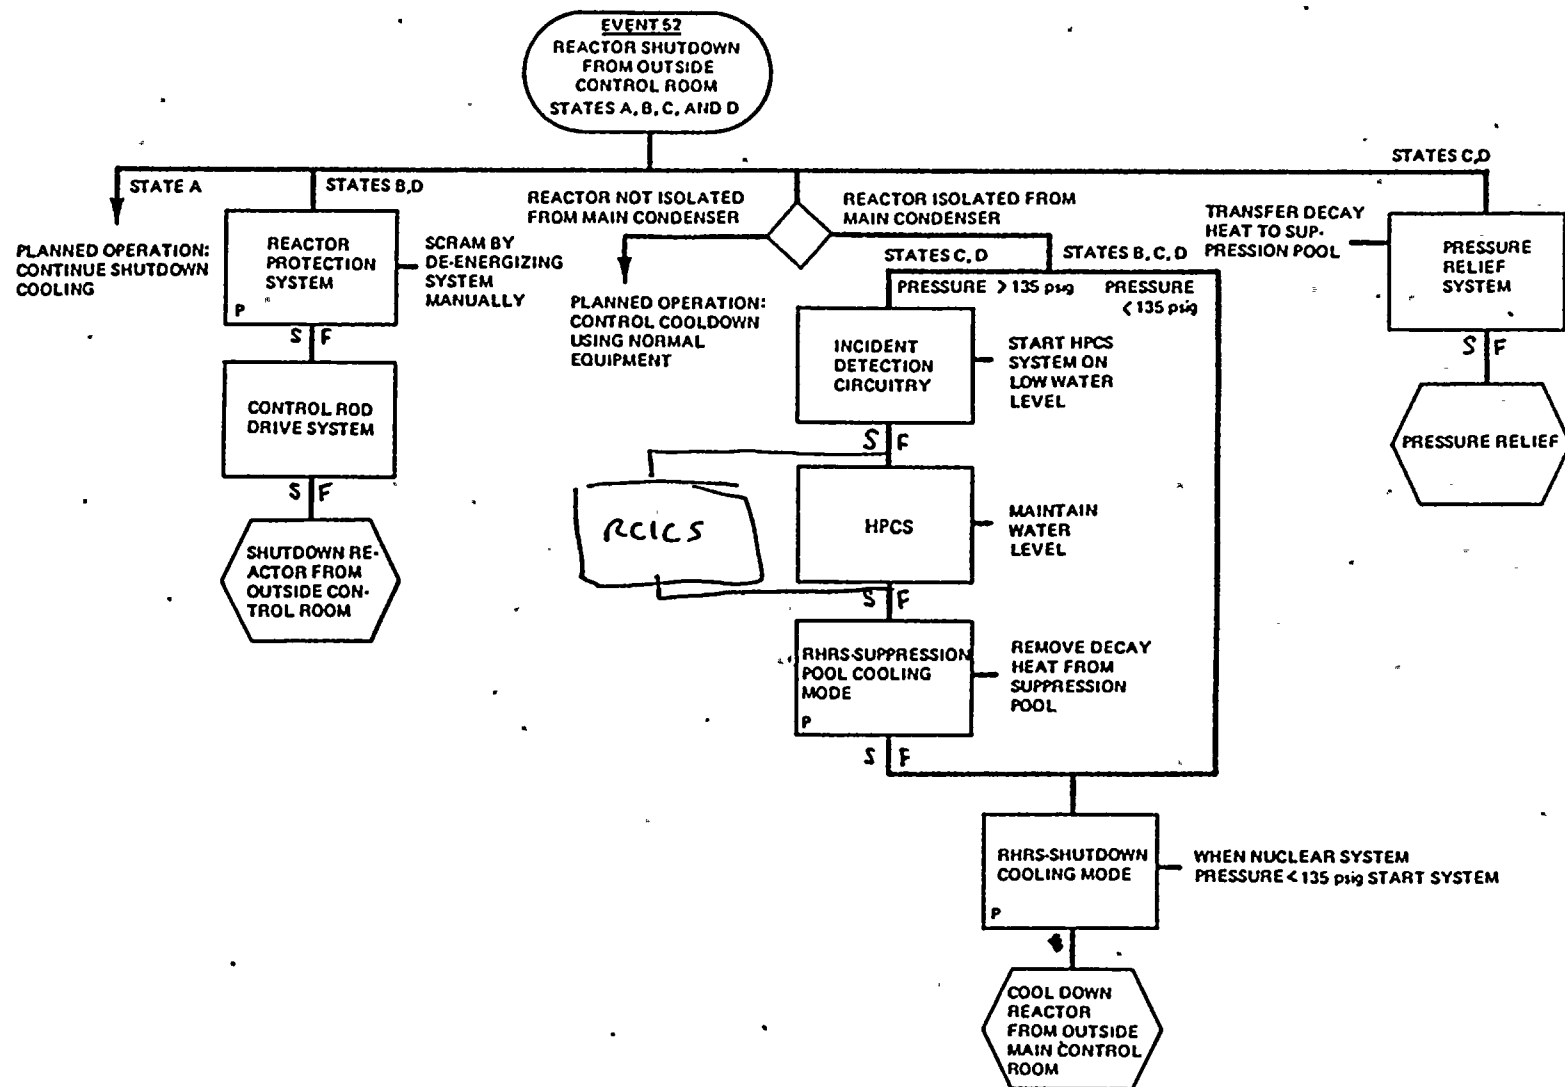 EVENT 52
REACTOR SHUTDOWN
FROM OUTSIDE
CONTROL ROOM
STATES A, B, C, AND D
STATE A
PLANNED OPERATION:
CONTINUE SHUTDOWN
COOLING
STATES B, D
REACTOR
PROTECTION
SYSTEM
P
SCRAM BY
DE-ENERGIZING
SYSTEM
MANUALLY
S F
CONTROL ROD
DRIVE SYSTEM
S F
SHUTDOWN RE-
ACTOR FROM
OUTSIDE CON-
TROL ROOM
REACTOR NOT ISOLATED
FROM MAIN CONDENSER
PLANNED OPERATION:
CONTROL COOLDOWN
USING NORMAL
EQUIPMENT
REACTOR ISOLATED FROM
MAIN CONDENSER
STATES C, D
PRESSURE > 135 psig
STATES B, C, D
PRESSURE
< 135 psig
INCIDENT
DETECTION
CIRCUITRY
START HPCS
SYSTEM ON
LOW WATER
LEVEL
S F
RCICS
HPCS
MAINTAIN
WATER
LEVEL
S F
RHRS-SUPPRESSION
POOL COOLING
MODE
P
REMOVE DECAY
HEAT FROM
SUPPRESSION
POOL
S F
RHRS-SHUTDOWN
COOLING MODE
P
WHEN NUCLEAR SYSTEM
PRESSURE < 135 psig START SYSTEM
COOL DOWN
REACTOR
FROM OUTSIDE
MAIN CONTROL
ROOM
STATES C, D
TRANSFER DECAY
HEAT TO SUP-
PRESSION POOL
PRESSURE
RELIEF
SYSTEM
S F
PRESSURE RELIEF